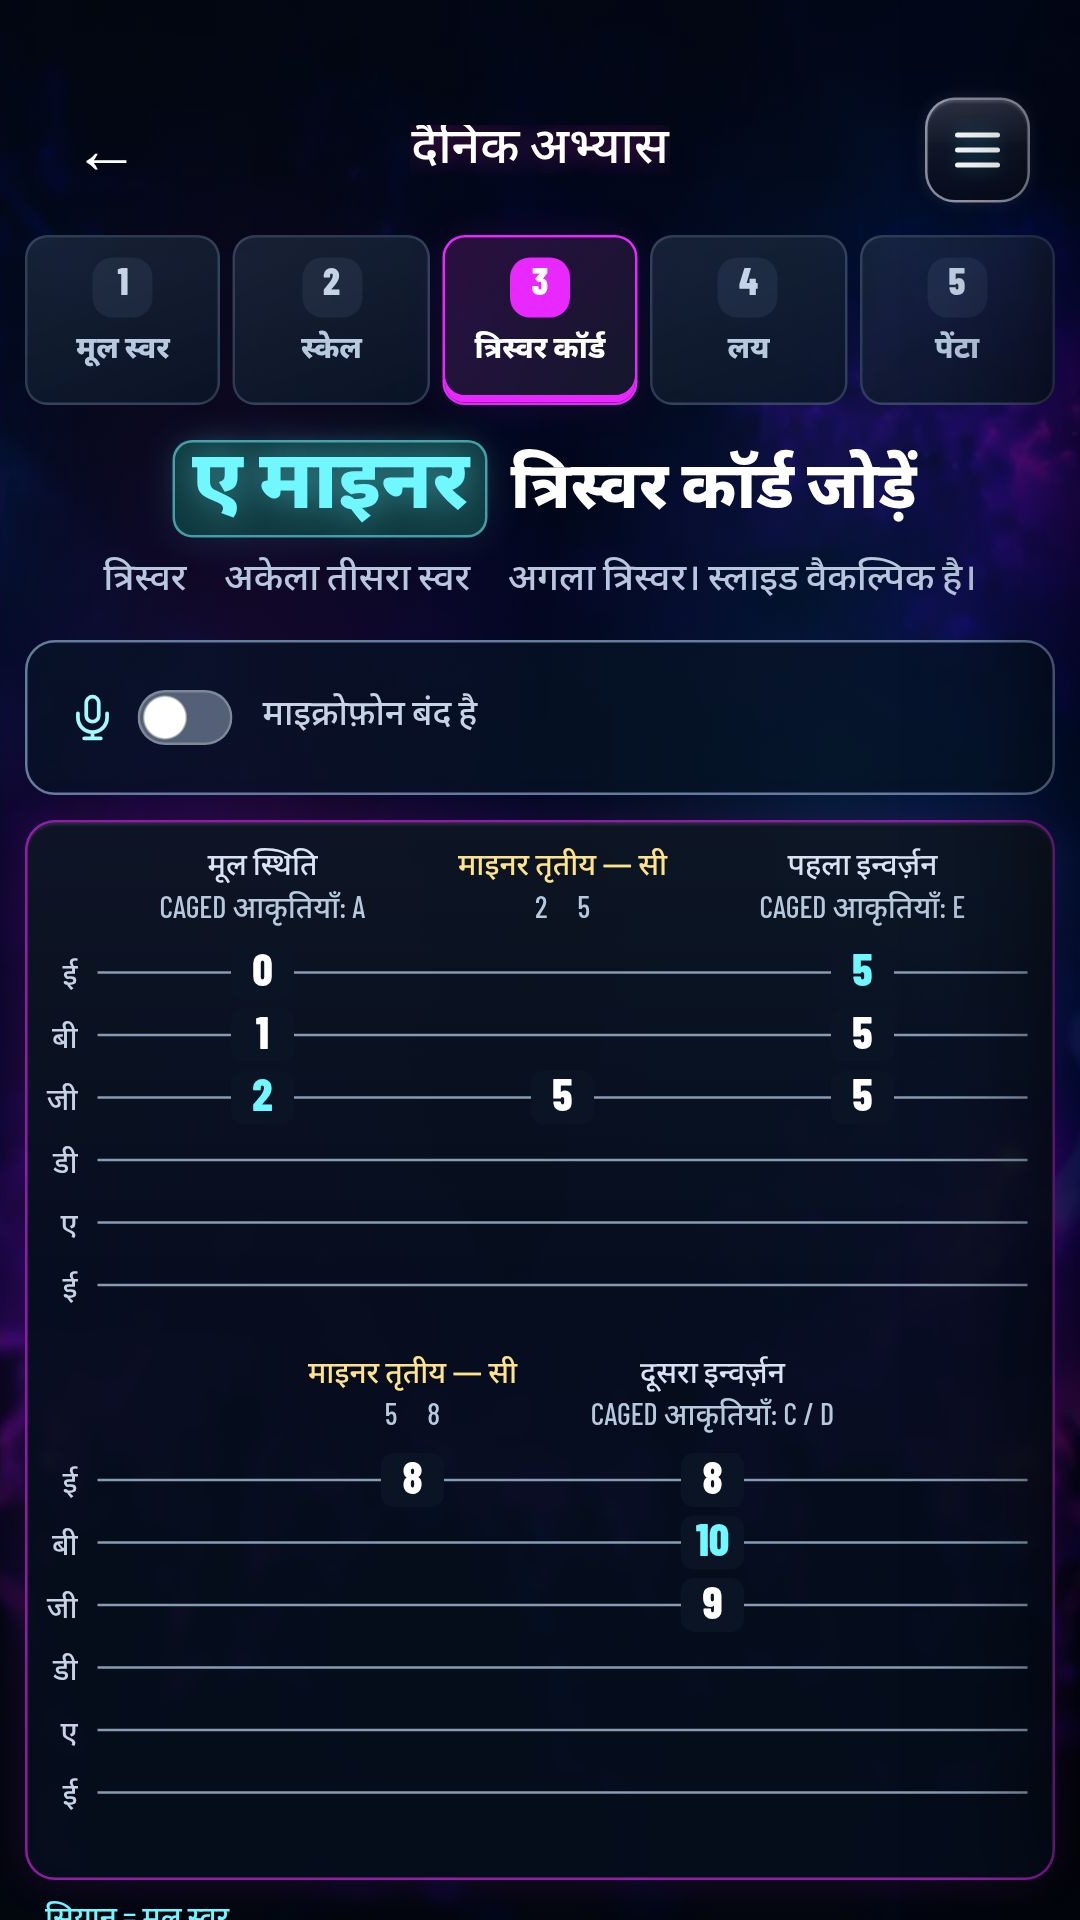 ←
दैनिक अभ्यास
1
मूल स्वर
2
स्केल
3
त्रिस्वर कॉर्ड
4
लय
5
पेंटा
ए माइनर त्रिस्वर कॉर्ड जोड़ें
त्रिस्वर अकेला तीसरा स्वर अगला त्रिस्वर। स्लाइड वैकल्पिक है।
माइक्रोफ़ोन बंद है
मूल स्थिति माइनर तृतीय — सी पहला इन्वर्ज़न
CAGED आकृतियाँ: A 2 5 CAGED आकृतियाँ: E
ई 0 5
बी 1 5
जी 2 5 5
डी
ए
ई
माइनर तृतीय — सी दूसरा इन्वर्ज़न
5 8 CAGED आकृतियाँ: C / D
ई 8 8
बी 10
जी 9
डी
ए
ई
सियान = मूल स्वर